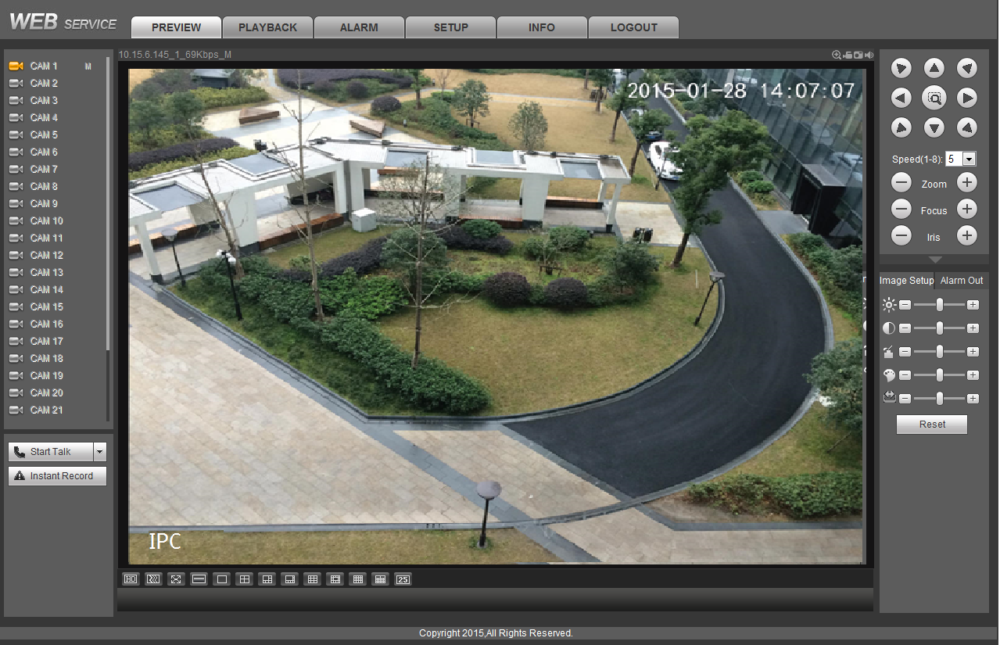 WEB SERVICE
PREVIEW PLAYBACK ALARM SETUP INFO LOGOUT
10.15.6.145_1_69Kbps_M
CAM 1 M
CAM 2
CAM 3
CAM 4
CAM 5
CAM 6
CAM 7
CAM 8
CAM 9
CAM 10
CAM 11
CAM 12
CAM 13
CAM 14
CAM 15
CAM 16
CAM 17
CAM 18
CAM 19
CAM 20
CAM 21
Start Talk
Instant Record
2015-01-28 14:07:07
IPC
HD
25
Speed(1-8): 5
Zoom
Focus
Iris
Image Setup Alarm Out
Reset
Copyright 2015,All Rights Reserved.